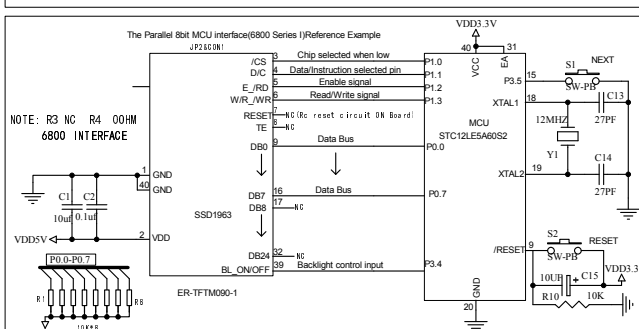 The Parallel 8bit MCU interface(6800 Series I)Reference Example
JP2&CON1
VDD3.3V
NOTE: R3 NC R4 0OHM
6800 INTERFACE
/CS 3 Chip selected when low P1.0
D/C 4 Data/Instruction selected pin P1.1
E_/RD 5 Enable signal P1.2
W/R_/WR 6 Read/Write signal P1.3
RESET 7 NC(Rc reset circuit ON Board)
TE 8 NC
DB0 9 Data Bus P0.0
DB7 16 Data Bus P0.7
DB8 17 NC
DB24 32 NC
BL_ON/OFF 39 Backlight control input P3.4
1 GND
40 GND
2 VDD
SSD1963
ER-TFTM090-1
C1 C2
10uf 0.1uf
VDD5V
P0.0-P0.7
R1 R8
10K*8
40 31
VCC EA
MCU
STC12LE5A60S2
P3.5 15 S1 NEXT
SW-PB
XTAL1 18 C13
12MHZ 27PF
Y1
XTAL2 19 C14
27PF
/RESET 9 S2 RESET
SW-PB
10UF + C15 VDD3.3V
R10 10K
20 GND